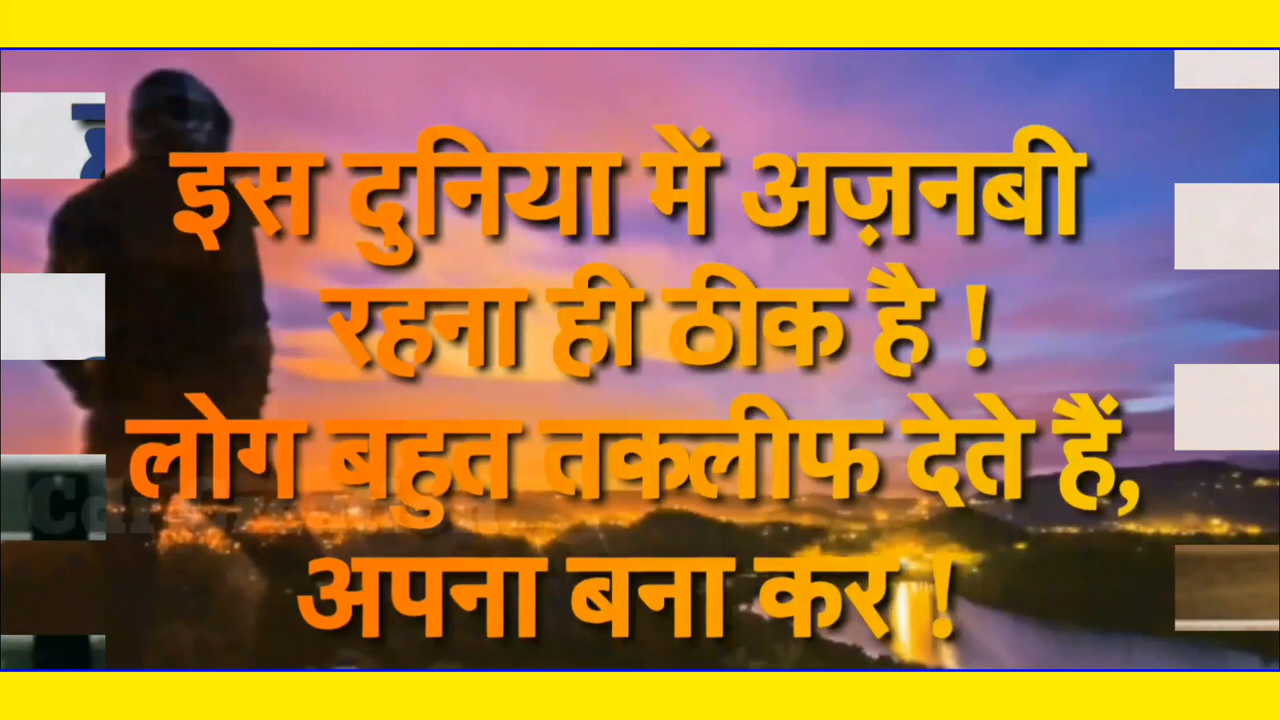 इस दुनिया में अज़नबी
रहना ही ठीक है !
लोग बहुत तकलीफ देते हैं,
अपना बना कर !